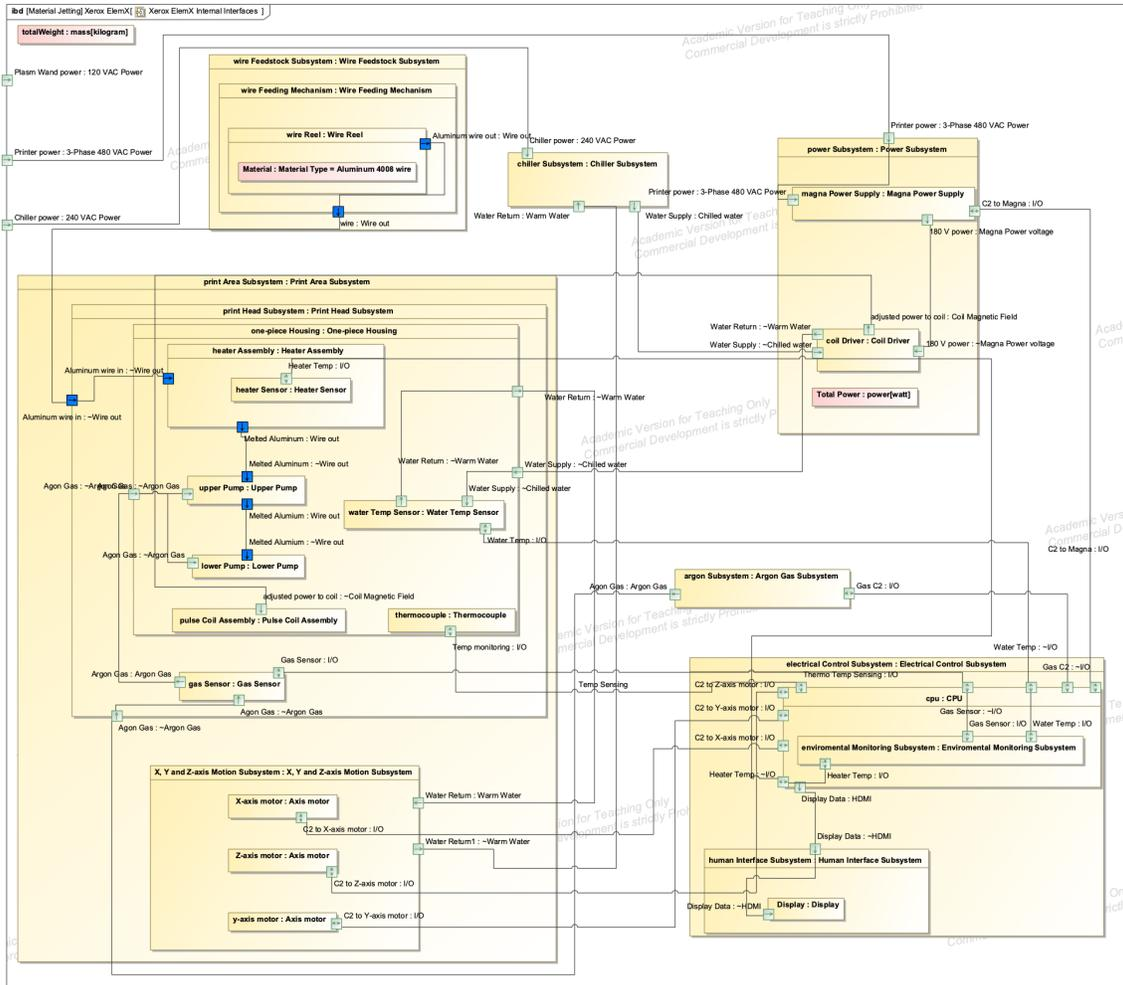 ibd [Material Jetting] Xerox ElemX[ Xerox ElemX Internal Interfaces ]
totalWeight : mass[kilogram]
Plasm Wand power : 120 VAC Power
Printer power : 3-Phase 480 VAC Power
Chiller power : 240 VAC Power
wire Feedstock Subsystem : Wire Feedstock Subsystem
wire Feeding Mechanism : Wire Feeding Mechanism
wire Reel : Wire Reel
Material : Material Type = Aluminum 4008 wire
Aluminum wire out : Wire out
wire : Wire out
Chiller power : 240 VAC Power
chiller Subsystem : Chiller Subsystem
Water Return : Warm Water
Water Supply : Chilled water
Printer power : 3-Phase 480 VAC Power
power Subsystem : Power Subsystem
Printer power : 3-Phase 480 VAC Power
magna Power Supply : Magna Power Supply
C2 to Magna : I/O
180 V power : Magna Power voltage
adjusted power to coil : Coil Magnetic Field
Water Return : ~Warm Water
coil Driver : Coil Driver
Water Supply : ~Chilled water
180 V power : ~Magna Power voltage
Total Power : power[watt]
print Area Subsystem : Print Area Subsystem
print Head Subsystem : Print Head Subsystem
one-piece Housing : One-piece Housing
heater Assembly : Heater Assembly
Heater Temp : I/O
heater Sensor : Heater Sensor
Aluminum wire in : ~Wire out
Aluminum wire in : ~Wire out
Water Return : ~Warm Water
Melted Aluminum : Wire out
Melted Aluminum : ~Wire out
Water Return : ~Warm Water
Water Supply : ~Chilled water
Agon Gas : ~Argon Gas
upper Pump : Upper Pump
Water Supply : ~Chilled water
Melted Alumium : Wire out
water Temp Sensor : Water Temp Sensor
Melted Alumium : ~Wire out
Water Temp : I/O
Agon Gas : ~Argon Gas
lower Pump : Lower Pump
C2 to Magna : I/O
argon Subsystem : Argon Gas Subsystem
Agon Gas : Argon Gas
Gas C2 : I/O
adjusted power to coil : ~Coil Magnetic Field
pulse Coil Assembly : Pulse Coil Assembly
thermocouple : Thermocouple
Temp monitoring : I/O
Gas Sensor : I/O
Argon Gas : Argon Gas
gas Sensor : Gas Sensor
Temp Sensing
Agon Gas : ~Argon Gas
Agon Gas : ~Argon Gas
Water Temp : ~I/O
electrical Control Subsystem : Electrical Control Subsystem
Gas C2 : ~I/O
Thermo Temp Sensing : I/O
C2 to Z-axis motor : I/O
cpu : CPU
C2 to Y-axis motor : I/O
Gas Sensor : ~I/O
Gas Sensor : I/O
Water Temp : I/O
C2 to X-axis motor : I/O
enviromental Monitoring Subsystem : Enviromental Monitoring Subsystem
Heater Temp : ~I/O
Heater Temp : I/O
Display Data : HDMI
Display Data : ~HDMI
human Interface Subsystem : Human Interface Subsystem
Display Data : ~HDMI
Display : Display
X, Y and Z-axis Motion Subsystem : X, Y and Z-axis Motion Subsystem
X-axis motor : Axis motor
Water Return : Warm Water
C2 to X-axis motor : I/O
Water Return1 : ~Warm Water
Z-axis motor : Axis motor
C2 to Z-axis motor : I/O
y-axis motor : Axis motor
C2 to Y-axis motor : I/O
Academic Version for Teaching Only
Commercial Development is strictly Prohibited